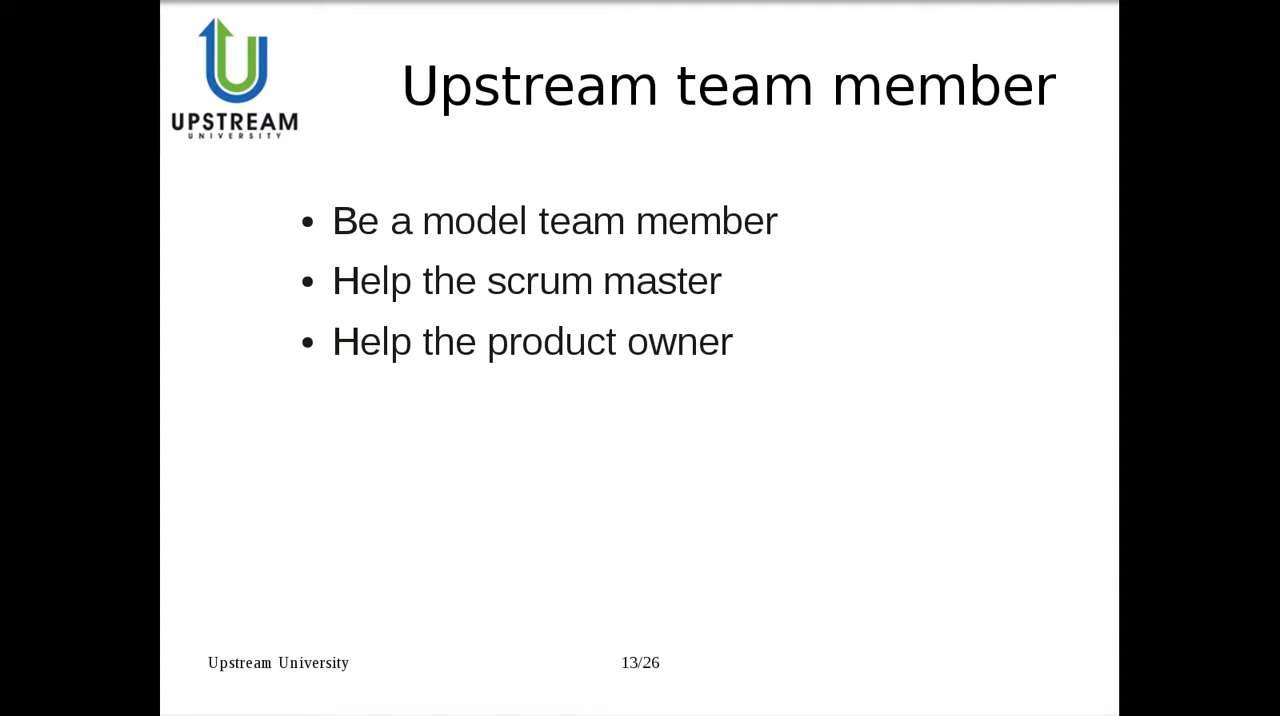 UPSTREAM
UNIVERSITY
Upstream team member
• Be a model team member
• Help the scrum master
• Help the product owner
Upstream University
13/26